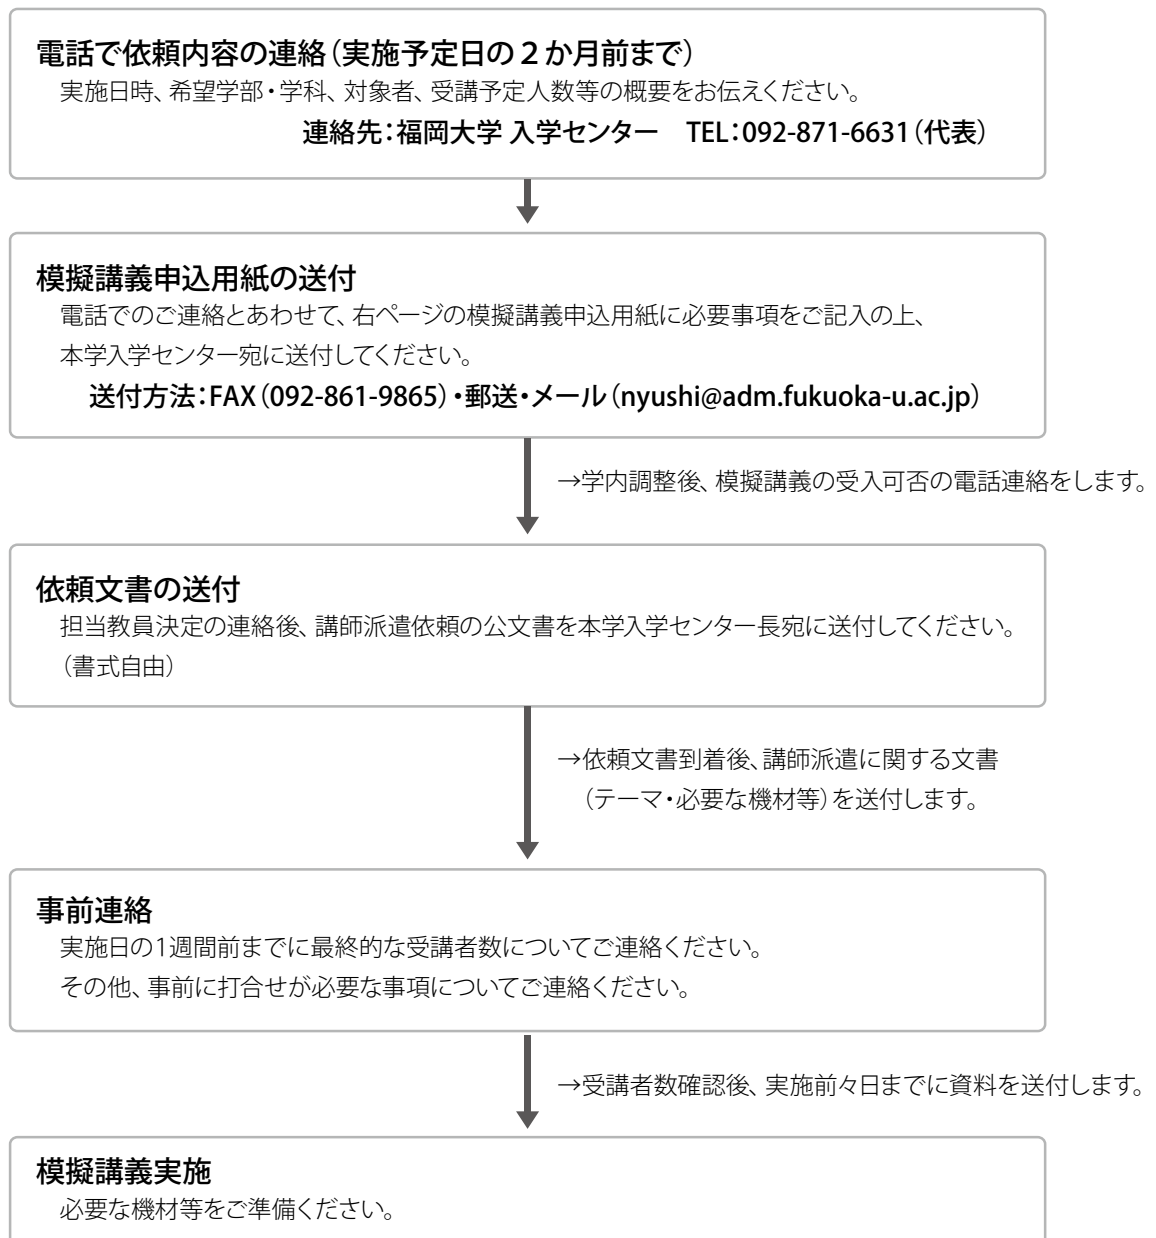 電話で依頼内容の連絡（実施予定日の２か月前まで）
実施日時、希望学部・学科、対象者、受講予定人数等の概要をお伝えください。
連絡先：福岡大学 入学センター　TEL：092-871-6631（代表）
模擬講義申込用紙の送付
電話でのご連絡とあわせて、右ページの模擬講義申込用紙に必要事項をご記入の上、
本学入学センター宛に送付してください。
送付方法：FAX（092-861-9865）・郵送・メール（nyushi@adm.fukuoka-u.ac.jp）
→学内調整後、模擬講義の受入可否の電話連絡をします。
依頼文書の送付
担当教員決定の連絡後、講師派遣依頼の公文書を本学入学センター長宛に送付してください。
（書式自由）
→依頼文書到着後、講師派遣に関する文書
（テーマ・必要な機材等）を送付します。
事前連絡
実施日の1週間前までに最終的な受講者数についてご連絡ください。
その他、事前に打合せが必要な事項についてご連絡ください。
→受講者数確認後、実施前々日までに資料を送付します。
模擬講義実施
必要な機材等をご準備ください。